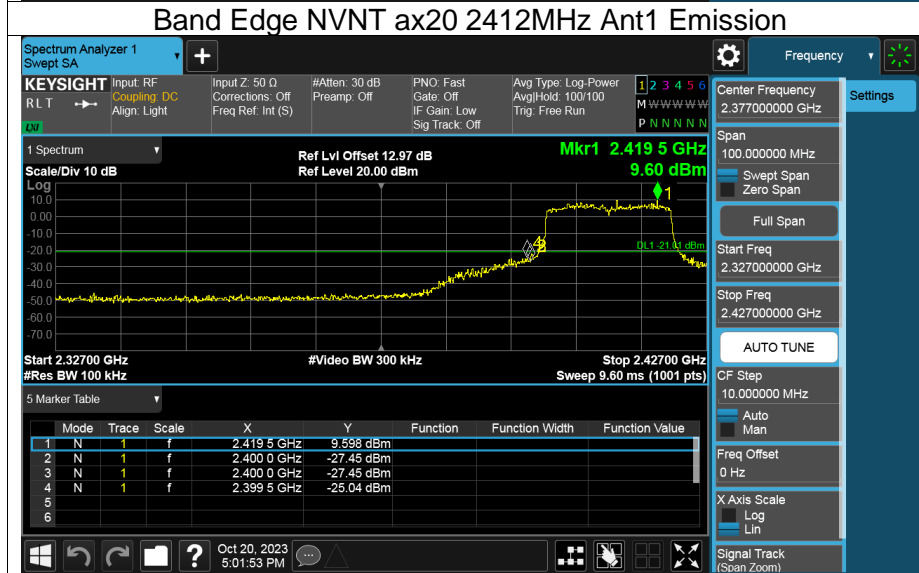 Band Edge NVNT ax20 2412MHz Ant1 Emission
Spectrum Analyzer 1
Swept SA
+
Frequency
KEYSIGHT
RLT
LXI
Input: RF
Coupling: DC
Align: Light
Input Z: 50 Ω
Corrections: Off
Freq Ref: Int (S)
#Atten: 30 dB
Preamp: Off
PNO: Fast
Gate: Off
IF Gain: Low
Sig Track: Off
Avg Type: Log-Power
Avg|Hold: 100/100
Trig: Free Run
1 2 3 4 5 6
M W W W W W
P N N N N N
Settings
1 Spectrum
Scale/Div 10 dB
Ref Lvl Offset 12.97 dB
Ref Level 20.00 dBm
Mkr1 2.419 5 GHz
9.60 dBm
Log
10.0
0.00
-10.0
-20.0
-30.0
-40.0
-50.0
-60.0
-70.0
1
DL1 -21.01 dBm
Start 2.32700 GHz
#Res BW 100 kHz
#Video BW 300 kHz
Stop 2.42700 GHz
Sweep 9.60 ms (1001 pts)
5 Marker Table
Mode Trace Scale X Y Function Function Width Function Value
1 N 1 f 2.419 5 GHz 9.598 dBm
2 N 1 f 2.400 0 GHz -27.45 dBm
3 N 1 f 2.400 0 GHz -27.45 dBm
4 N 1 f 2.399 5 GHz -25.04 dBm
5
6
Center Frequency
2.377000000 GHz
Span
100.000000 MHz
Swept Span
Zero Span
Full Span
Start Freq
2.327000000 GHz
Stop Freq
2.427000000 GHz
AUTO TUNE
CF Step
10.000000 MHz
Auto
Man
Freq Offset
0 Hz
X Axis Scale
Log
Lin
Signal Track
(Span Zoom)
?
Oct 20, 2023
5:01:53 PM